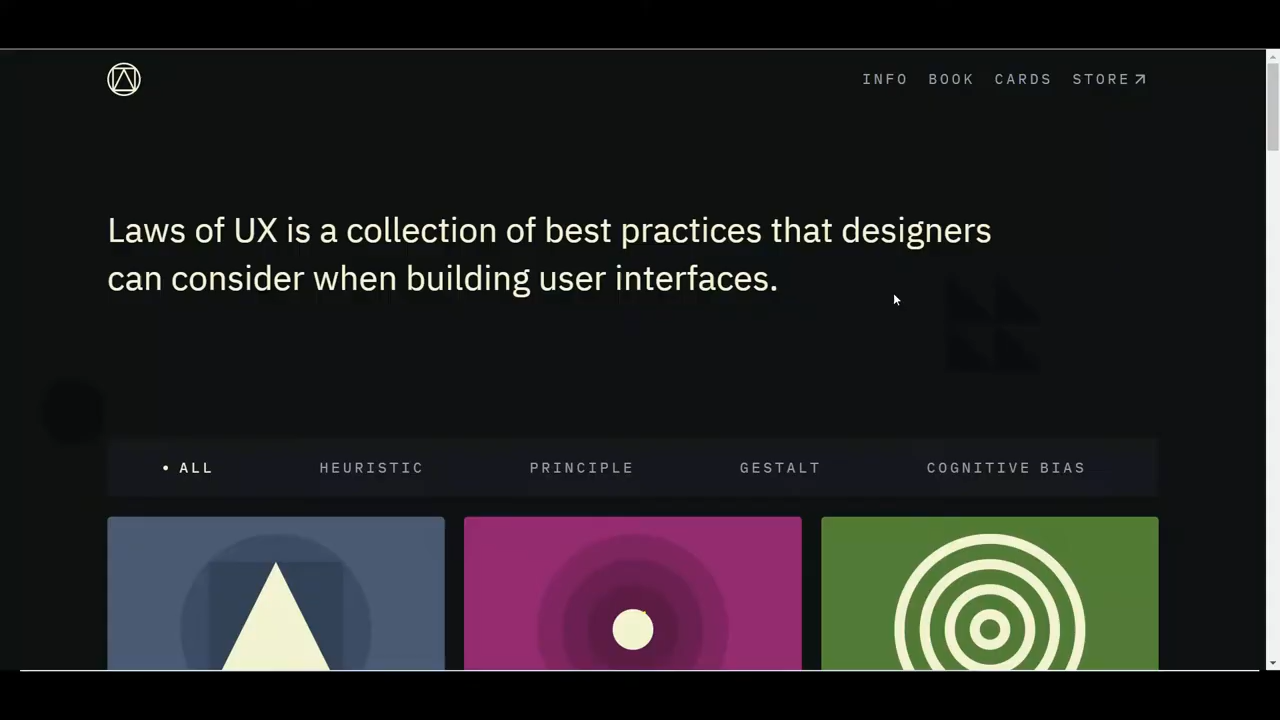 INFO BOOK CARDS STORE
Laws of UX is a collection of best practices that designers
can consider when building user interfaces.
• ALL HEURISTIC PRINCIPLE GESTALT COGNITIVE BIAS